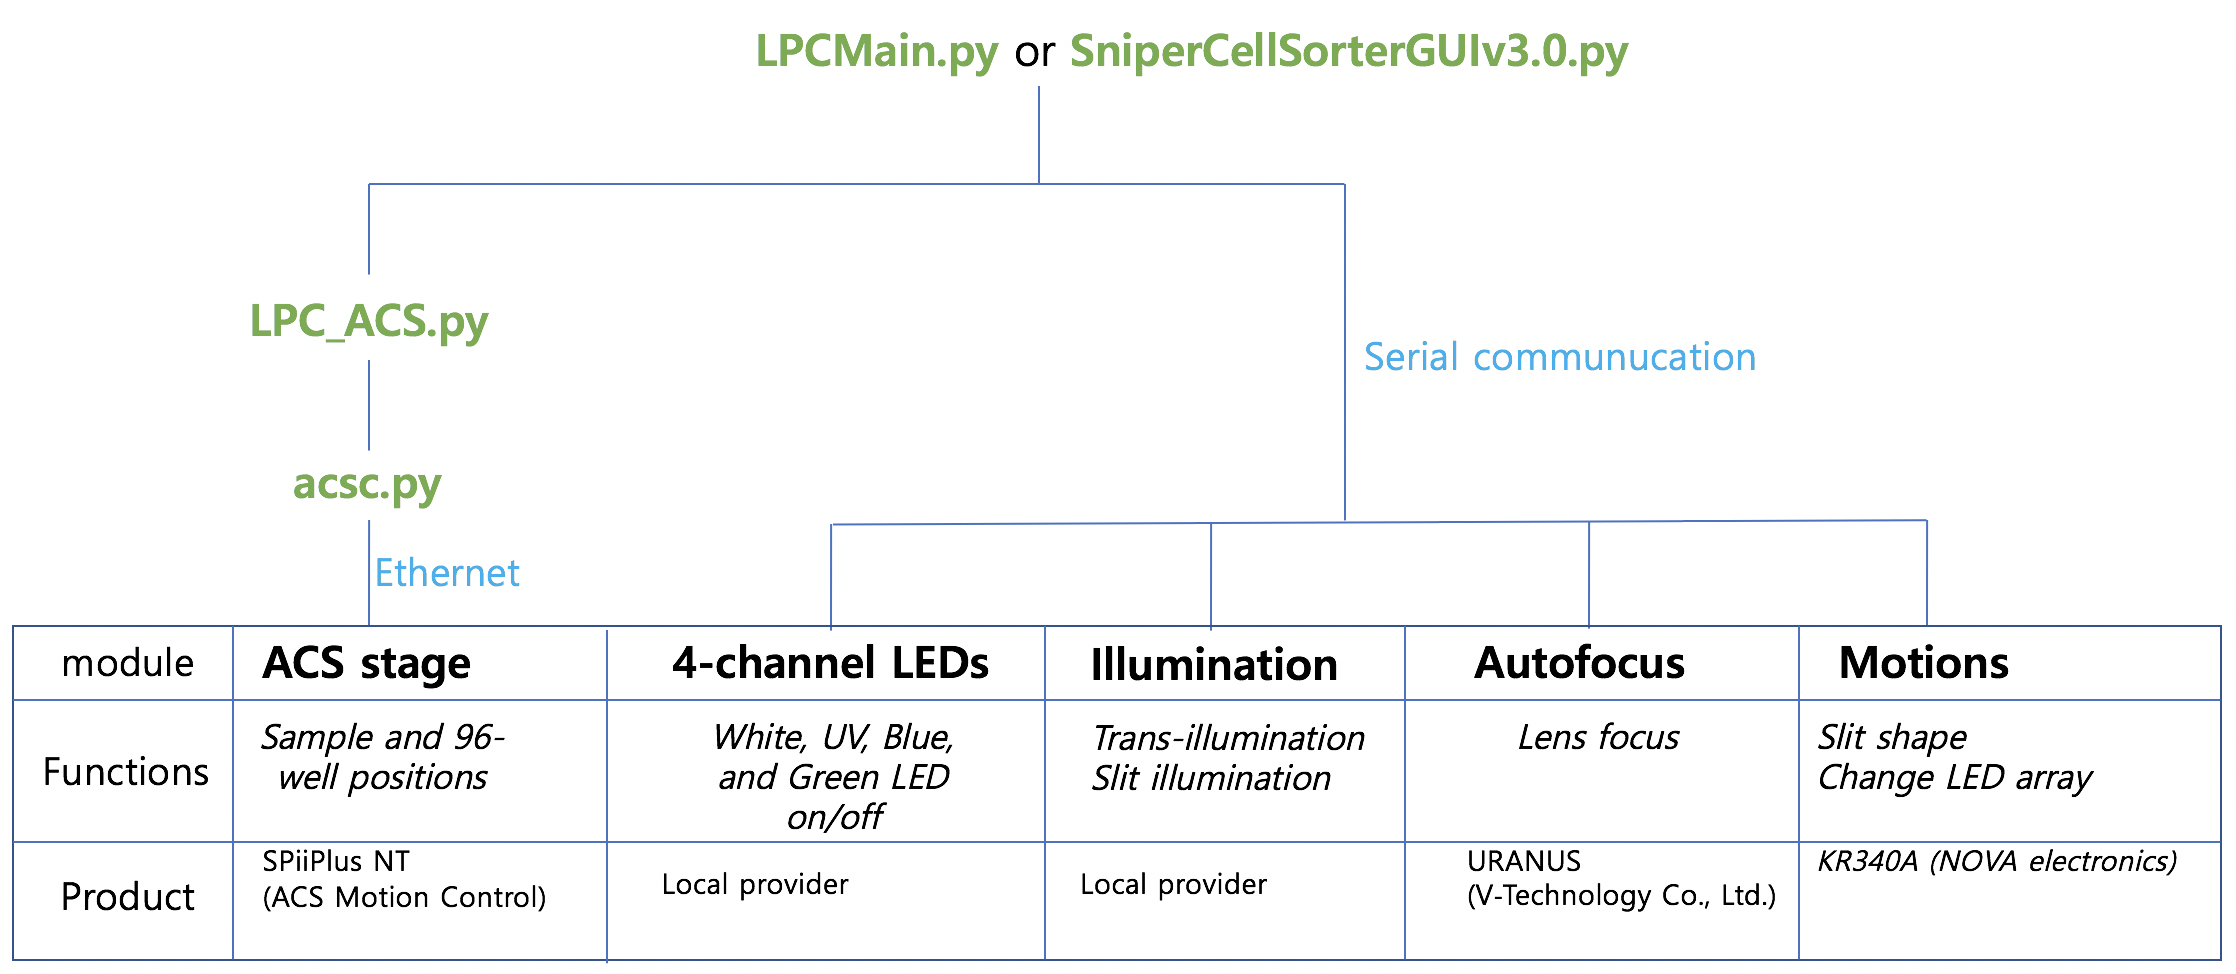 LPCMain.py or SniperCellSorterGUIv3.0.py
LPC_ACS.py
Serial communucation
acsc.py
Ethernet
module
ACS stage
4-channel LEDs
Illumination
Autofocus
Motions
Functions
Sample and 96-
well positions
White, UV, Blue,
and Green LED
on/off
Trans-illumination
Slit illumination
Lens focus
Slit shape
Change LED array
Product
SPiiPlus NT
(ACS Motion Control)
Local provider
Local provider
URANUS
(V-Technology Co., Ltd.)
KR340A (NOVA electronics)